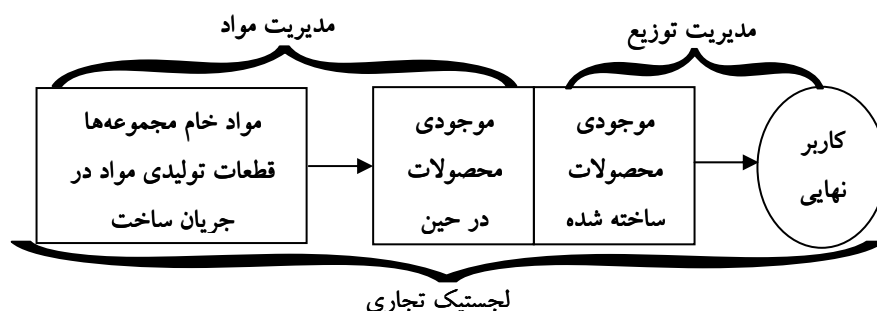 مدیریت مواد
مدیریت توزیع
مواد خام مجموعه‌ها
قطعات تولیدی مواد در
جریان ساخت
موجودی
محصولات
در حین
موجودی
محصولات
ساخته شده
کاربر
نهایی
لجستیک تجاری